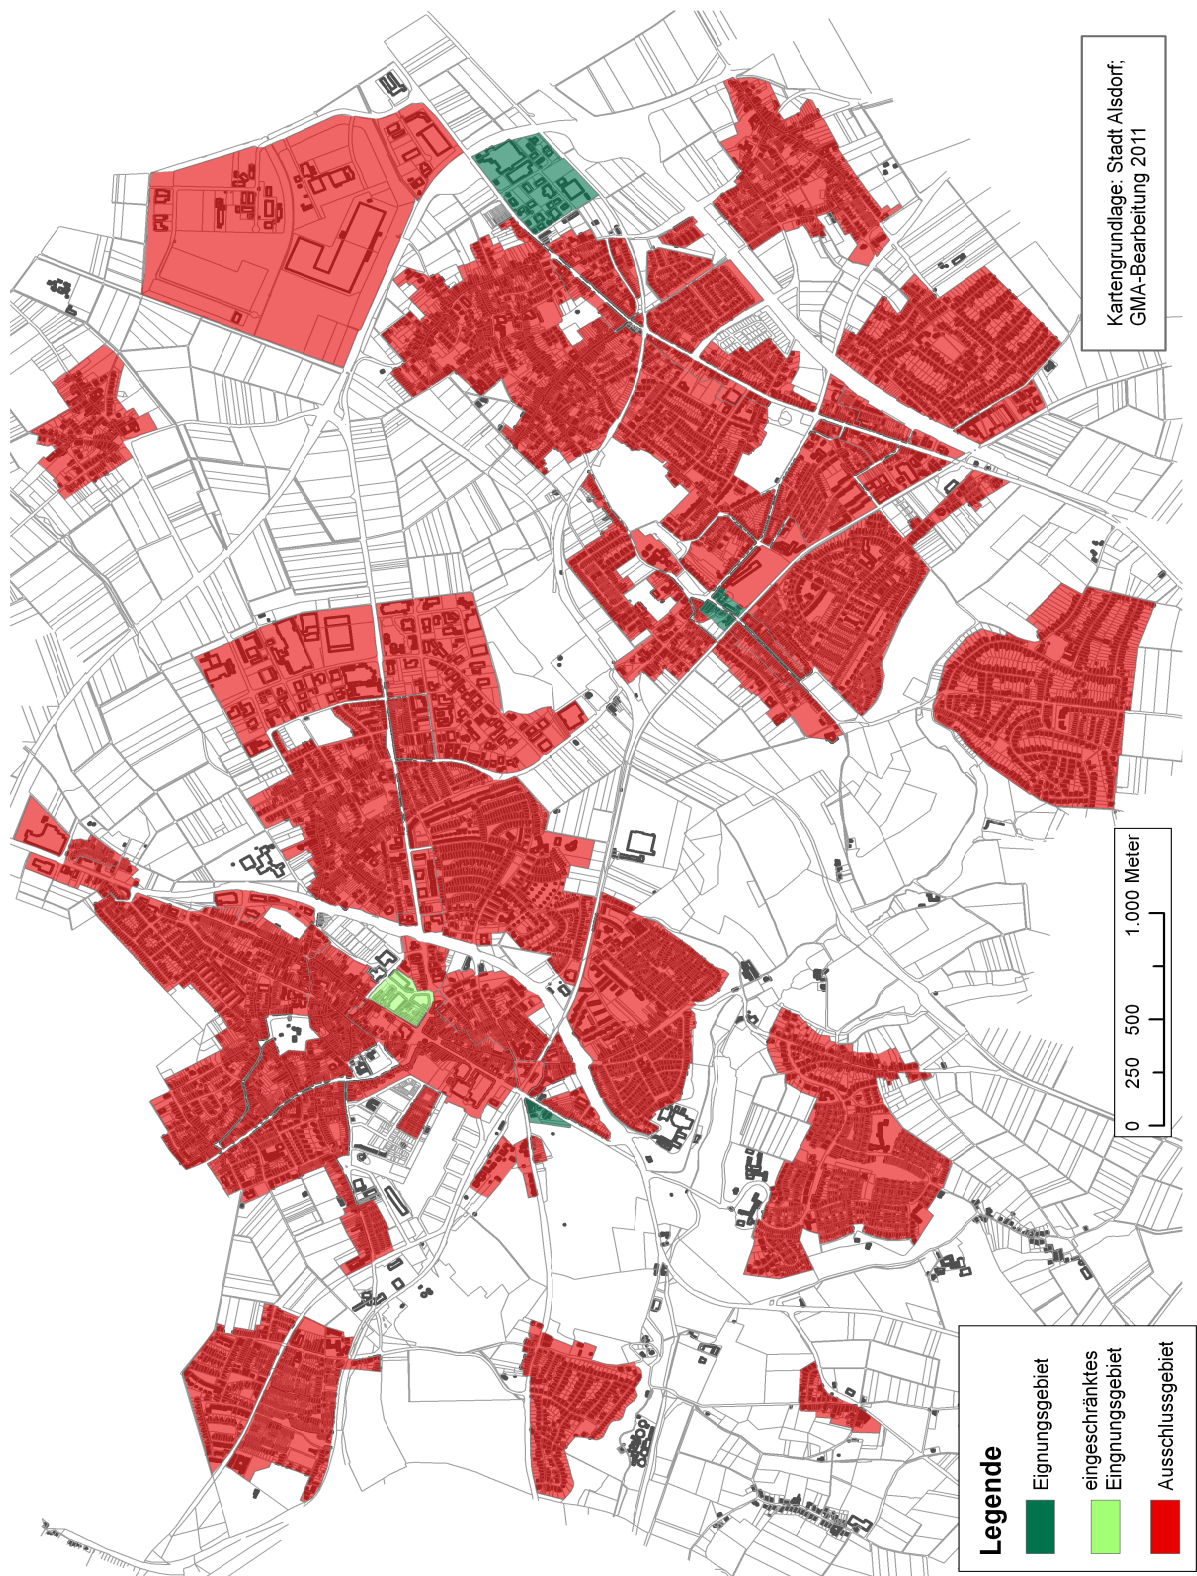 Kartengrundlage: Stadt Alsdorf;
GMA-Bearbeitung 2011
0 250 500 1.000 Meter
Legende
Eignungsgebiet
eingeschränktes
Eingnungsgebiet
Ausschlussgebiet